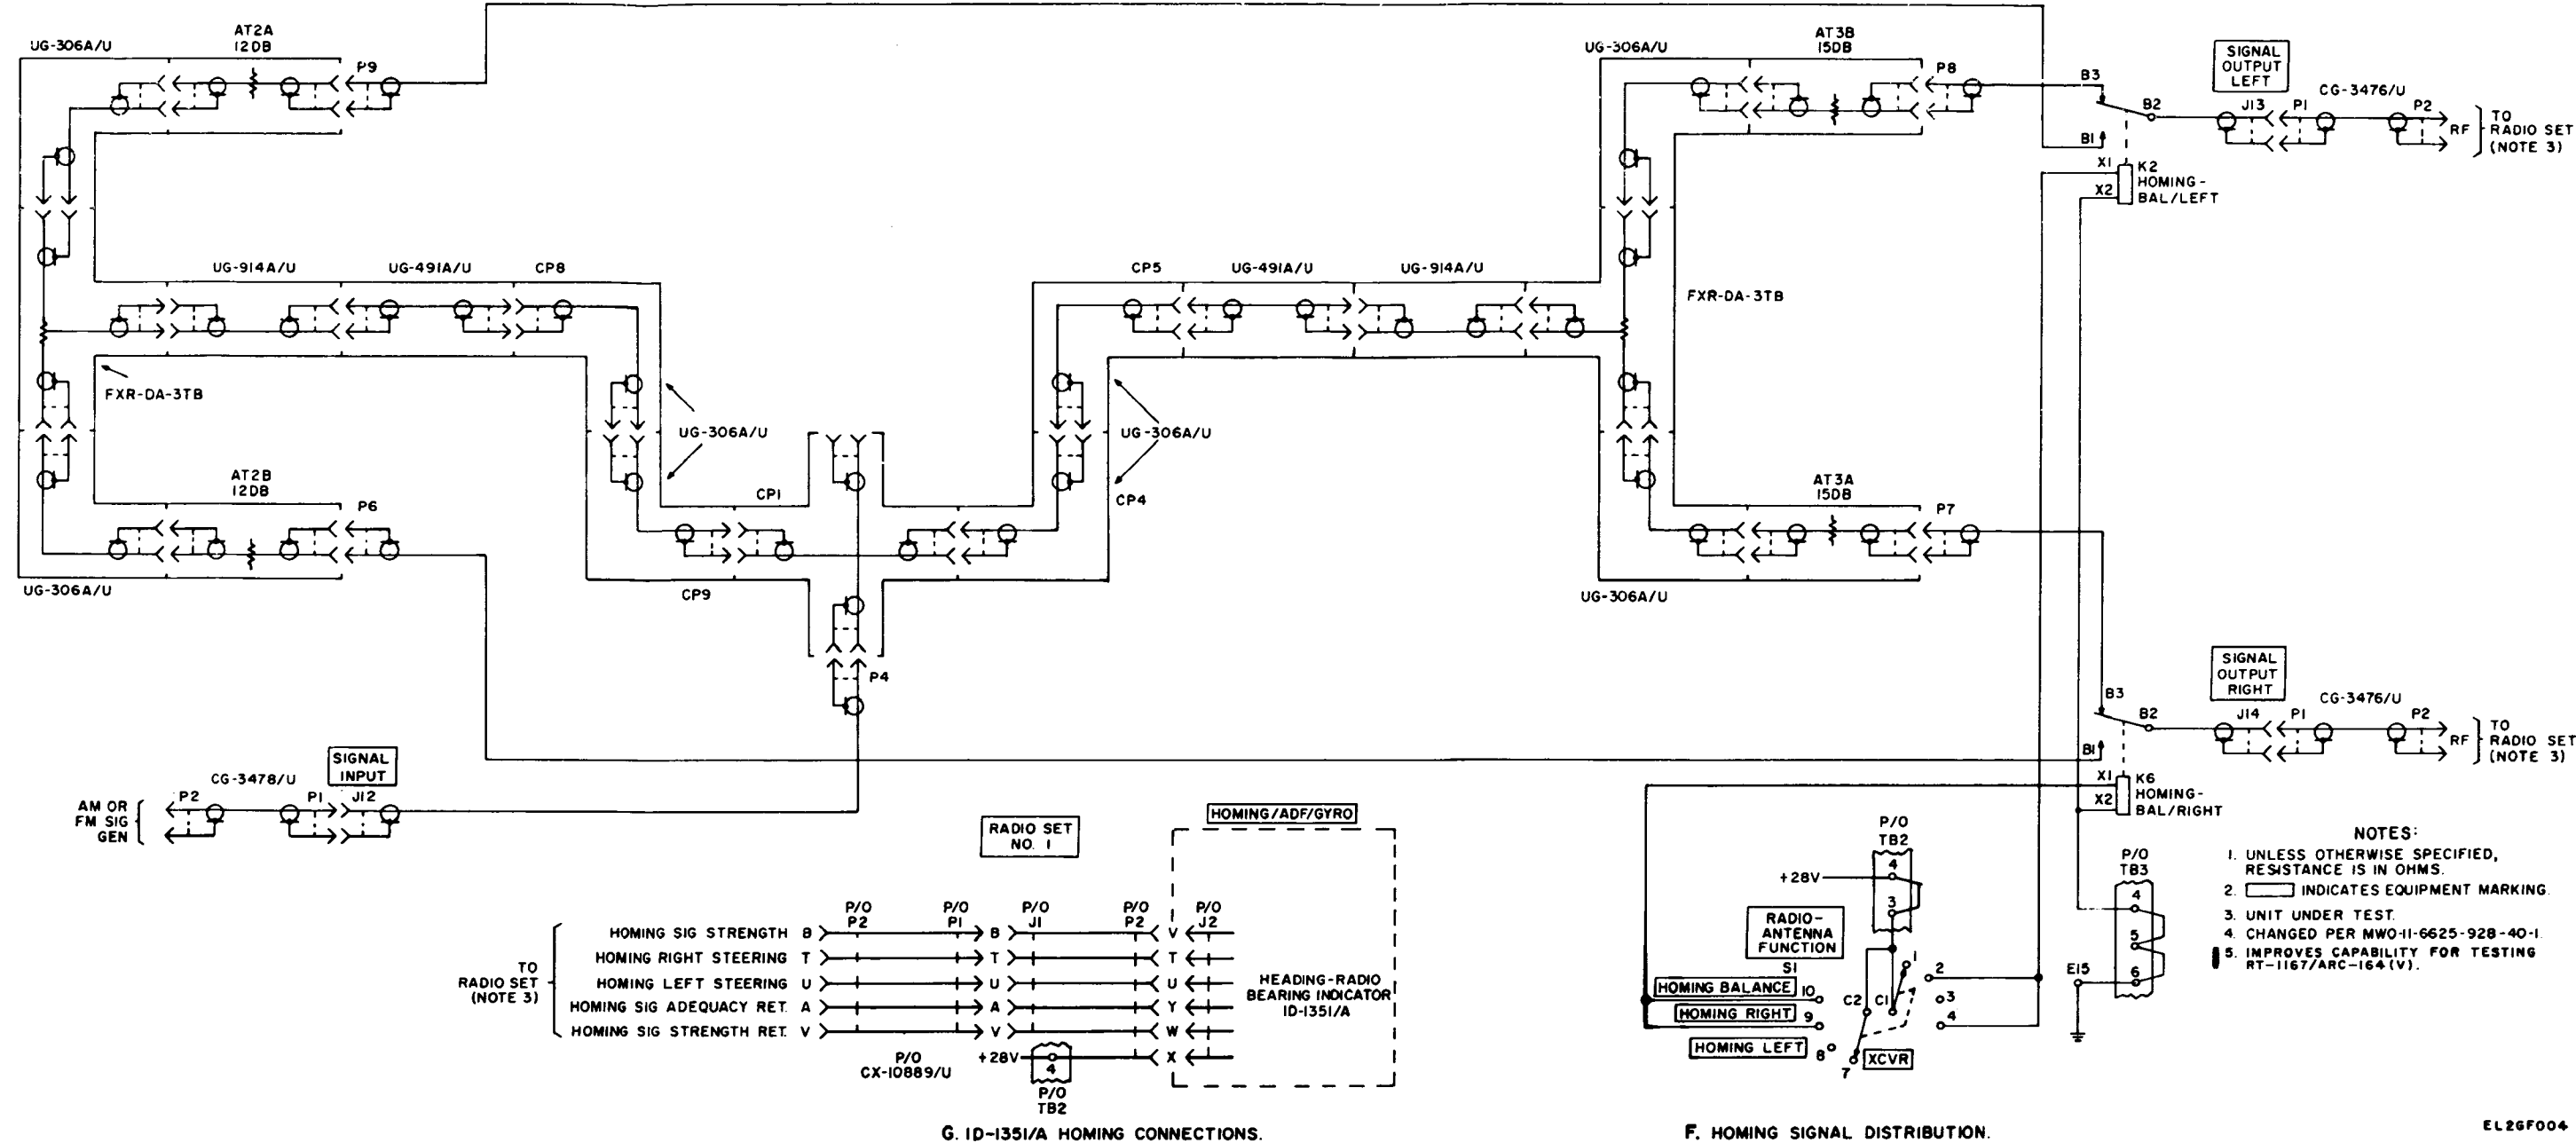 UG-306A/U
AT2A
12DB
P9
AT3B
15DB
UG-306A/U
P8
B3
SIGNAL
OUTPUT
LEFT
B2
J13 P1
CG-3476/U
P2
RF
TO
RADIO SET
(NOTE 3)
B1
X1
X2
K2
HOMING-
BAL/LEFT
UG-914A/U
UG-491A/U
CP8
CP5
UG-491A/U
UG-914A/U
FXR-DA-3TB
FXR-DA-3TB
UG-306A/U
UG-306A/U
AT2B
12DB
P6
CP1
CP4
AT3A
15DB
P7
UG-306A/U
CP9
UG-306A/U
P4
SIGNAL
OUTPUT
RIGHT
B3
B2
J14 P1
CG-3476/U
P2
RF
TO
RADIO SET
(NOTE 3)
B1
X1
X2
K6
HOMING-
BAL/RIGHT
SIGNAL
INPUT
CG-3478/U
P2
P1
J12
AM OR
FM SIG
GEN
RADIO SET
NO. 1
HOMING/ADF/GYRO
P/O
P2
P/O
P1
P/O
J1
P/O
P2
P/O
J2
HOMING SIG STRENGTH B B V
HOMING RIGHT STEERING T T T
HOMING LEFT STEERING U U U
HOMING SIG ADEQUACY RET. A A Y
HOMING SIG STRENGTH RET. V V W
TO
RADIO SET
(NOTE 3)
HEADING-RADIO
BEARING INDICATOR
ID-1351/A
P/O
CX-10889/U
+28V
4
X
P/O
TB2
G. ID-1351/A HOMING CONNECTIONS.
P/O
TB2
4
+28V
3
RADIO-
ANTENNA
FUNCTION
S1
HOMING BALANCE 10
HOMING RIGHT 9
HOMING LEFT 8
7
XCVR
C2
C1
1
2
3
4
E15
P/O
TB3
4
5
6
F. HOMING SIGNAL DISTRIBUTION.
NOTES:
1. UNLESS OTHERWISE SPECIFIED,
RESISTANCE IS IN OHMS.
2. INDICATES EQUIPMENT MARKING.
3. UNIT UNDER TEST.
4. CHANGED PER MWO-11-6625-928-40-1.
5. IMPROVES CAPABILITY FOR TESTING
RT-1167/ARC-164(V).
EL2GF004